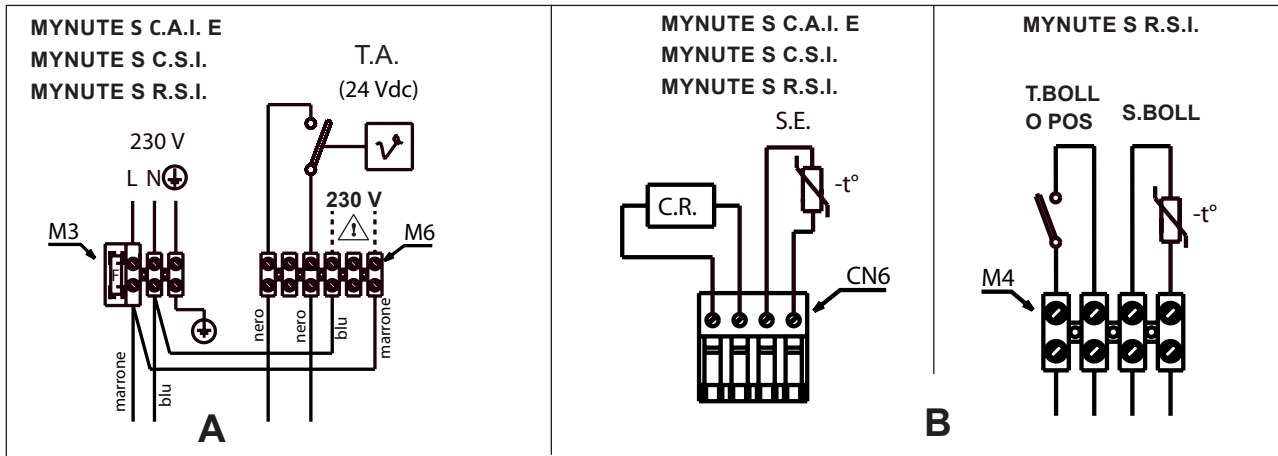 MYNUTE S C.A.I. E
MYNUTE S C.S.I.
MYNUTE S R.S.I.
T.A.
(24 Vdc)
230 V
L N
230 V
M3
M6
F
nero
nero
blu
marrone
marrone
blu
A
MYNUTE S C.A.I. E
MYNUTE S C.S.I.
MYNUTE S R.S.I.
S.E.
-t°
C.R.
CN6
MYNUTE S R.S.I.
T.BOLL
O POS
S.BOLL
-t°
M4
B